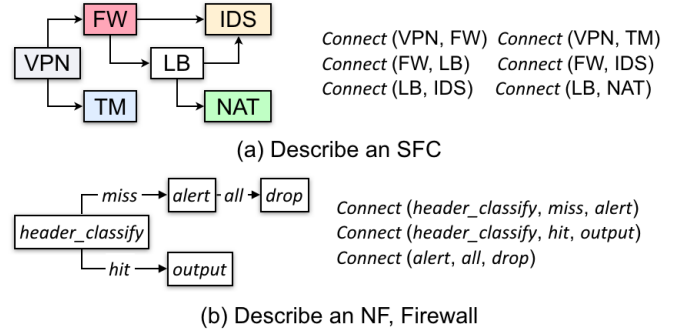 FW
IDS
VPN
LB
TM
NAT
Connect (VPN, FW) Connect (VPN, TM)
Connect (FW, LB) Connect (FW, IDS)
Connect (LB, IDS) Connect (LB, NAT)
(a) Describe an SFC
miss
alert
all
drop
header_classify
hit
output
Connect (header_classify, miss, alert)
Connect (header_classify, hit, output)
Connect (alert, all, drop)
(b) Describe an NF, Firewall